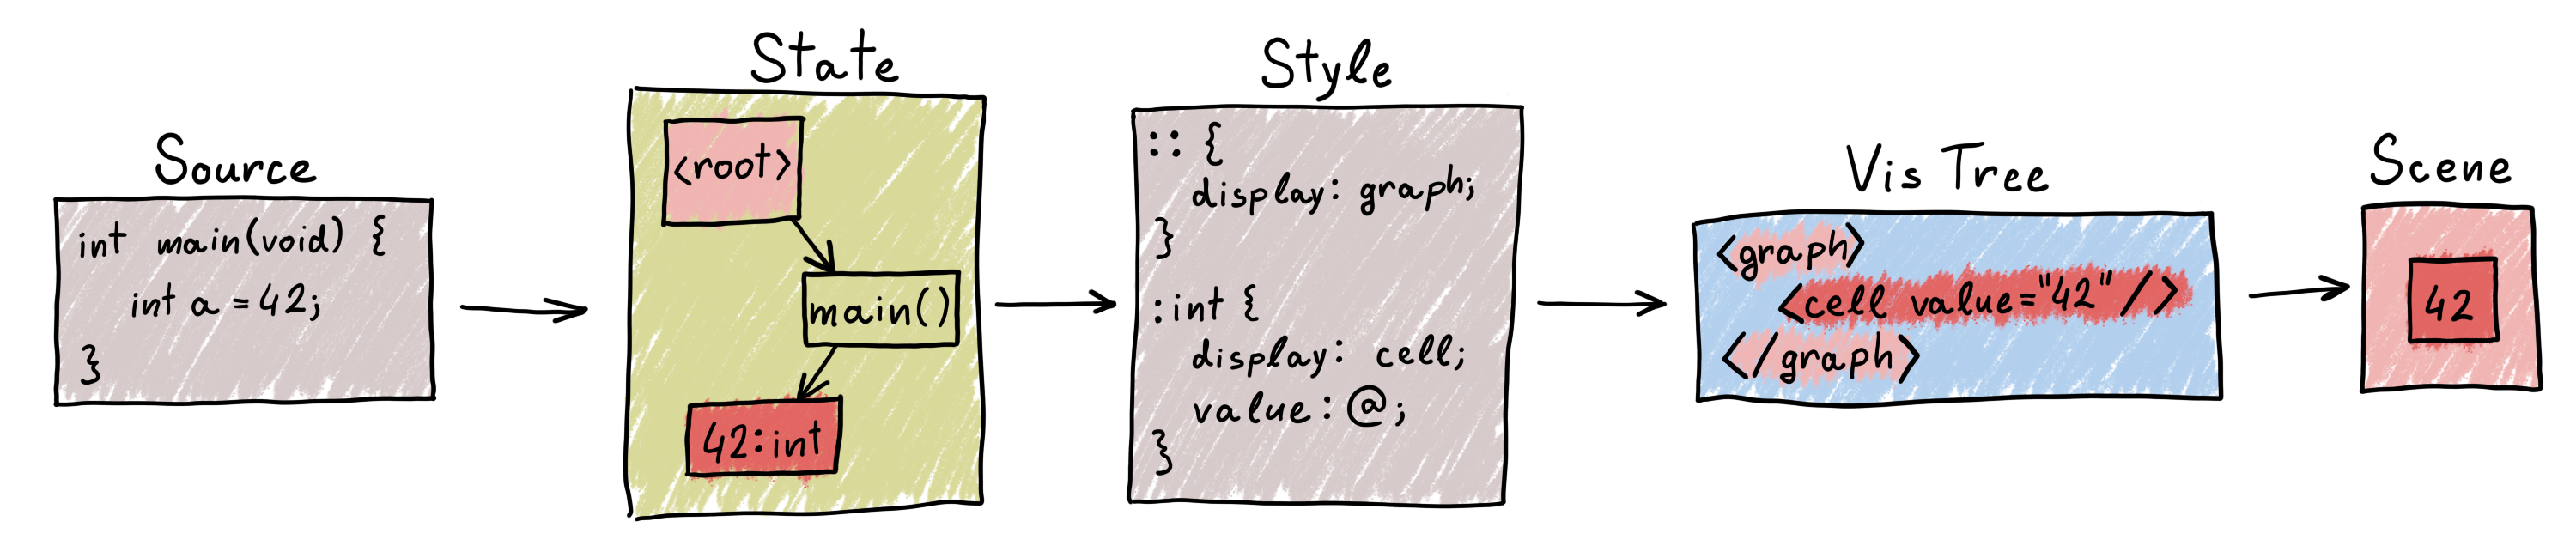 Source
int main(void) {
int a = 42;
}
State
<root>
main()
42:int
Style
:: {
display: graph;
}
:int {
display: cell;
value: @;
}
Vis Tree
<graph>
<cell value="42"/>
</graph>
Scene
42